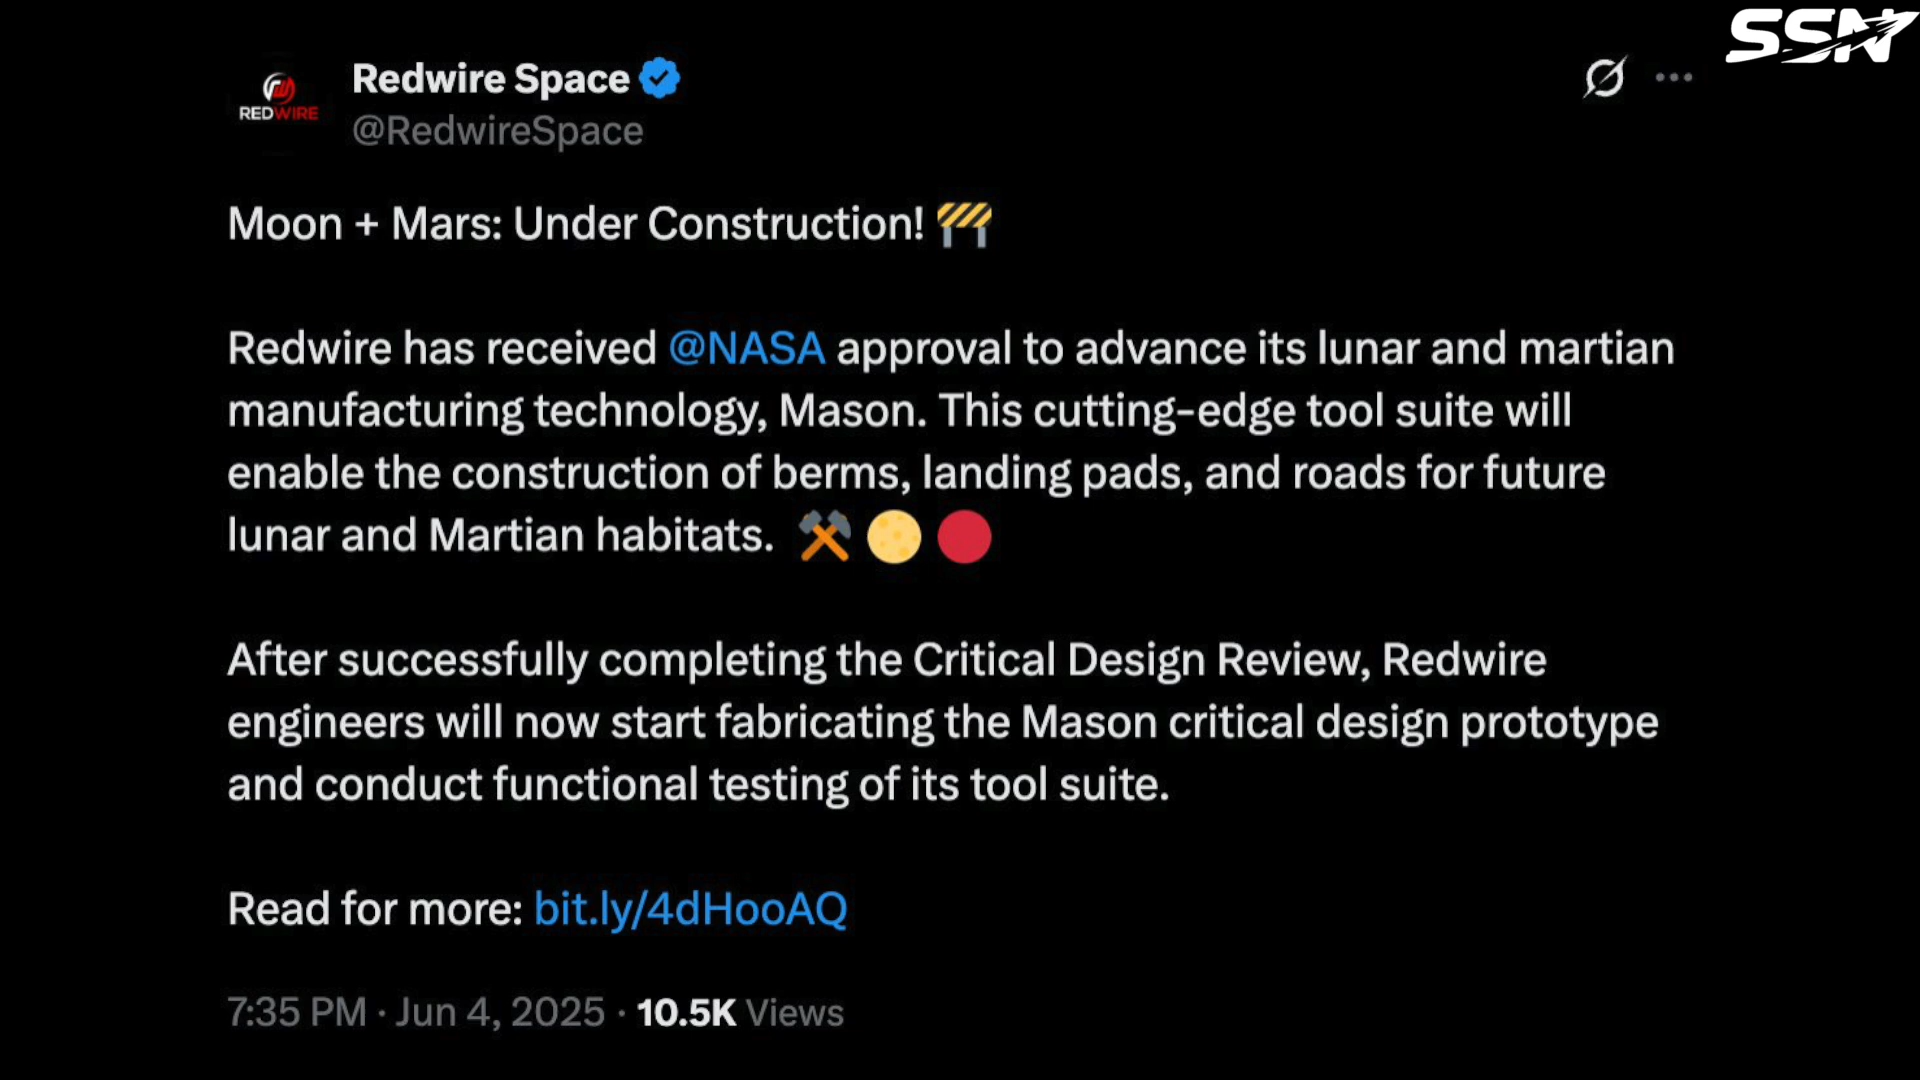 SSN
REDWIRE
Redwire Space
@RedwireSpace
Moon + Mars: Under Construction! 🚧
Redwire has received @NASA approval to advance its lunar and martian
manufacturing technology, Mason. This cutting-edge tool suite will
enable the construction of berms, landing pads, and roads for future
lunar and Martian habitats. ⚒️ 🌕 🔴
After successfully completing the Critical Design Review, Redwire
engineers will now start fabricating the Mason critical design prototype
and conduct functional testing of its tool suite.
Read for more: bit.ly/4dHooAQ
7:35 PM · Jun 4, 2025 · 10.5K Views